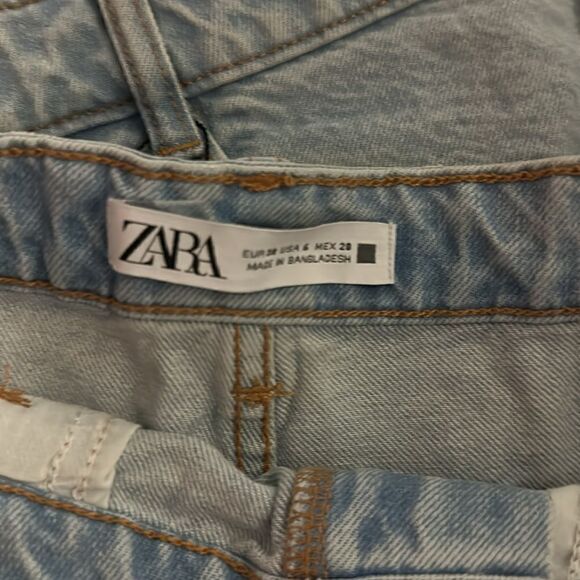 ZARA
EUR 38 USA 6 MEX 28
MADE IN BANGLADESH